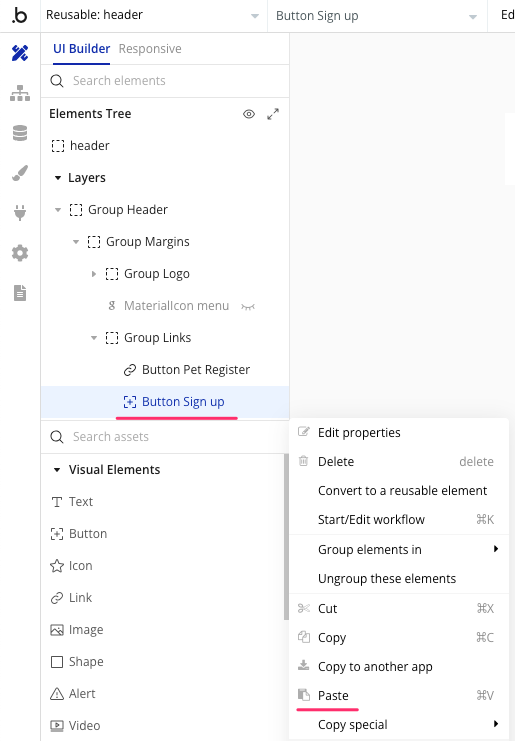 .b
Reusable: header
Button Sign up
Ed
UI Builder
Responsive
Search elements
Elements Tree
header
Layers
Group Header
Group Margins
Group Logo
MaterialIcon menu
Group Links
Button Pet Register
Button Sign up
Search assets
Visual Elements
Text
Button
Icon
Link
Image
Shape
Alert
Video
Edit properties
Delete delete
Convert to a reusable element
Start/Edit workflow ⌘K
Group elements in
Ungroup these elements
Cut ⌘X
Copy ⌘C
Copy to another app
Paste ⌘V
Copy special